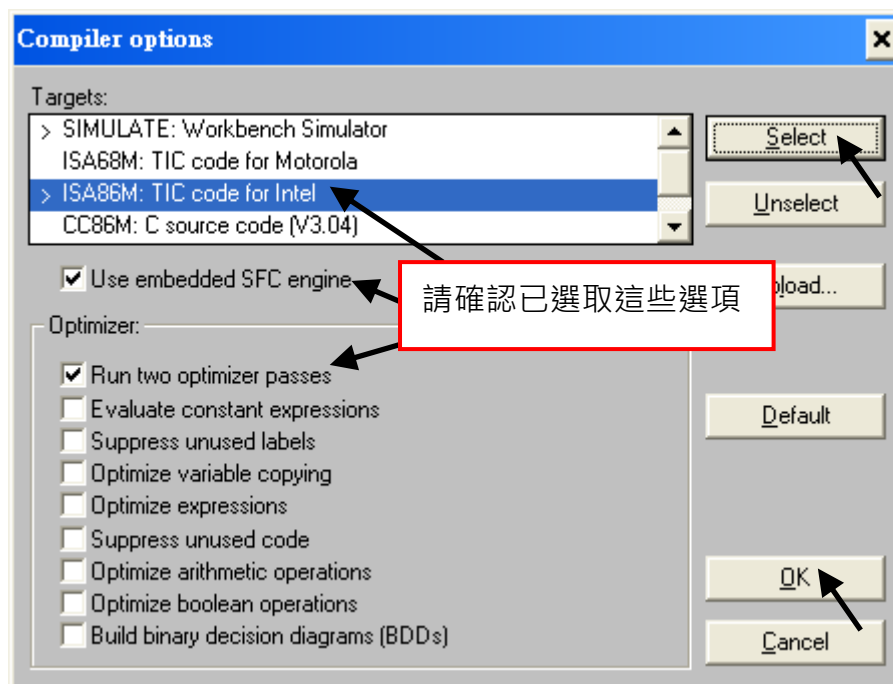 Compiler options
Targets:
> SIMULATE: Workbench Simulator
ISA68M: TIC code for Motorola
> ISA86M: TIC code for Intel
CC86M: C source code (V3.04)
Select
Unselect
Use embedded SFC engine
請確認已選取這些選項
load...
Optimizer:
Run two optimizer passes
Evaluate constant expressions
Suppress unused labels
Optimize variable copying
Optimize expressions
Suppress unused code
Optimize arithmetic operations
Optimize boolean operations
Build binary decision diagrams (BDDs)
Default
OK
Cancel